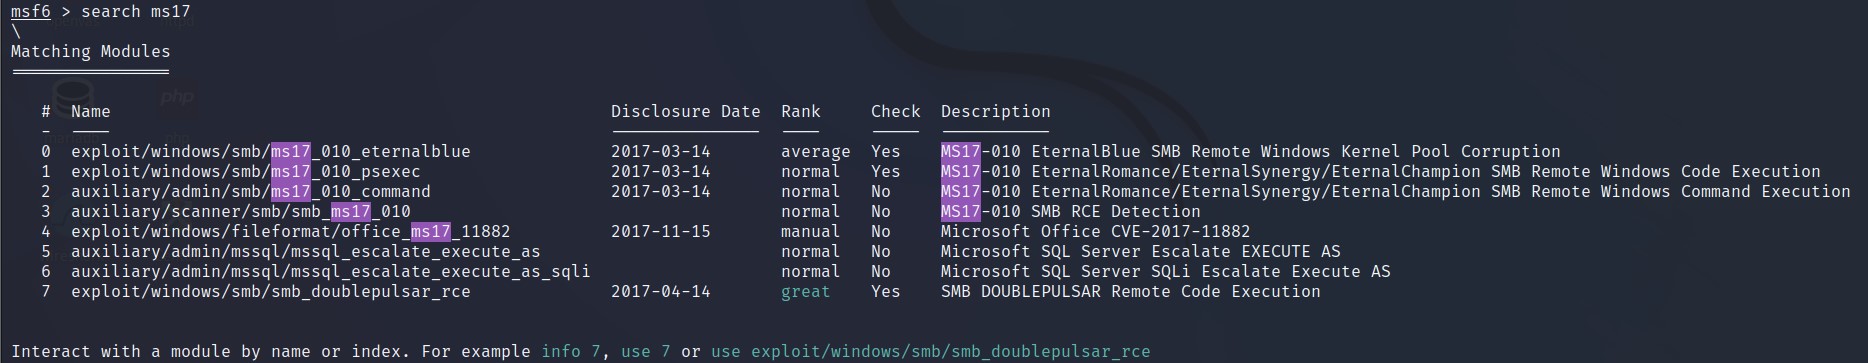 msf6 > search ms17
\
Matching Modules
================
#  Name  Disclosure Date  Rank  Check  Description
-  ----  ---------------  ----  -----  -----------
0  exploit/windows/smb/ms17_010_eternalblue  2017-03-14  average  Yes  MS17-010 EternalBlue SMB Remote Windows Kernel Pool Corruption
1  exploit/windows/smb/ms17_010_psexec  2017-03-14  normal  Yes  MS17-010 EternalRomance/EternalSynergy/EternalChampion SMB Remote Windows Code Execution
2  auxiliary/admin/smb/ms17_010_command  2017-03-14  normal  No  MS17-010 EternalRomance/EternalSynergy/EternalChampion SMB Remote Windows Command Execution
3  auxiliary/scanner/smb/smb_ms17_010  normal  No  MS17-010 SMB RCE Detection
4  exploit/windows/fileformat/office_ms17_11882  2017-11-15  manual  No  Microsoft Office CVE-2017-11882
5  auxiliary/admin/mssql/mssql_escalate_execute_as  normal  No  Microsoft SQL Server Escalate EXECUTE AS
6  auxiliary/admin/mssql/mssql_escalate_execute_as_sqli  normal  No  Microsoft SQL Server SQLi Escalate Execute AS
7  exploit/windows/smb/smb_doublepulsar_rce  2017-04-14  great  Yes  SMB DOUBLEPULSAR Remote Code Execution
Interact with a module by name or index. For example info 7, use 7 or use exploit/windows/smb/smb_doublepulsar_rce